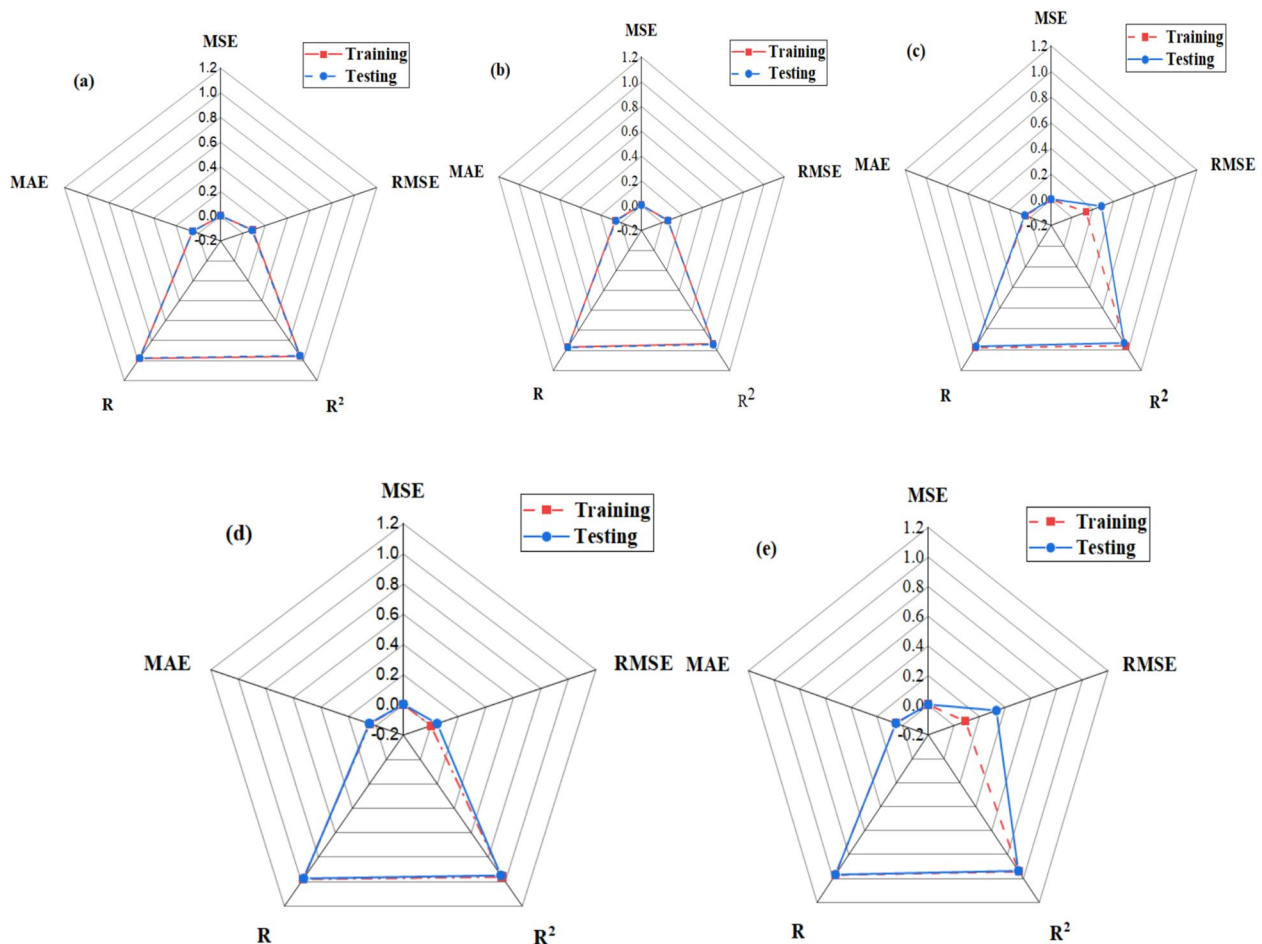 (a)
MSE
Training
Testing
1.2
1.0
0.8
0.6
0.4
0.2
0.0
-0.2
MAE
RMSE
R
R²
(b)
MSE
Training
Testing
1.2
1.0
0.8
0.6
0.4
0.2
0.0
-0.2
MAE
RMSE
R
R²
(c)
MSE
Training
Testing
1.2
1.0
0.8
0.6
0.4
0.2
0.0
-0.2
MAE
RMSE
R
R²
(d)
MSE
Training
Testing
1.2
1.0
0.8
0.6
0.4
0.2
0.0
-0.2
MAE
RMSE
R
R²
(e)
MSE
Training
Testing
1.2
1.0
0.8
0.6
0.4
0.2
0.0
-0.2
MAE
RMSE
R
R²